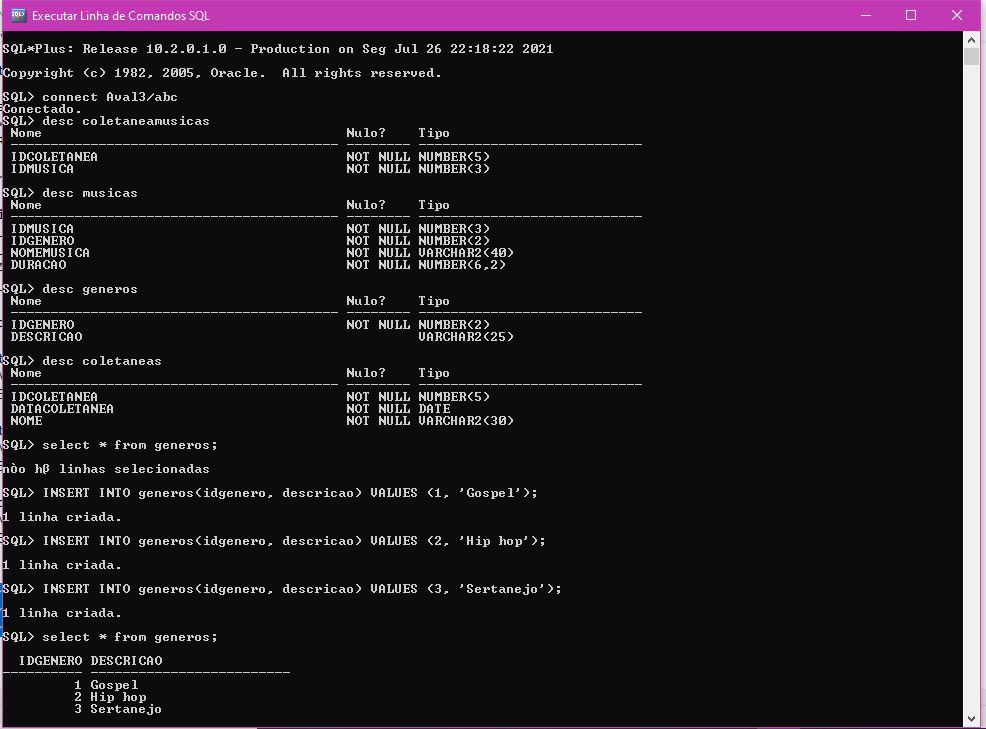 Executar Linha de Comandos SQL
SQL*Plus: Release 10.2.0.1.0 - Production on Seg Jul 26 22:18:22 2021
Copyright (c) 1982, 2005, Oracle.  All rights reserved.
SQL> connect Aval3/abc
Conectado.
SQL> desc coletaneamusicas
Nome Nulo? Tipo
IDCOLETANEA NOT NULL NUMBER(5)
IDMUSICA NOT NULL NUMBER(3)
SQL> desc musicas
Nome Nulo? Tipo
IDMUSICA NOT NULL NUMBER(3)
IDGENERO NOT NULL NUMBER(2)
NOMEMUSICA NOT NULL VARCHAR2(40)
DURACAO NOT NULL NUMBER(6,2)
SQL> desc generos
Nome Nulo? Tipo
IDGENERO NOT NULL NUMBER(2)
DESCRICAO VARCHAR2(25)
SQL> desc coletaneas
Nome Nulo? Tipo
IDCOLETANEA NOT NULL NUMBER(5)
DATACOLETANEA NOT NULL DATE
NOME NOT NULL VARCHAR2(30)
SQL> select * from generos;
nòo hß linhas selecionadas
SQL> INSERT INTO generos(idgenero, descricao) VALUES (1, 'Gospel');
1 linha criada.
SQL> INSERT INTO generos(idgenero, descricao) VALUES (2, 'Hip hop');
1 linha criada.
SQL> INSERT INTO generos(idgenero, descricao) VALUES (3, 'Sertanejo');
1 linha criada.
SQL> select * from generos;
IDGENERO DESCRICAO
1 Gospel
2 Hip hop
3 Sertanejo